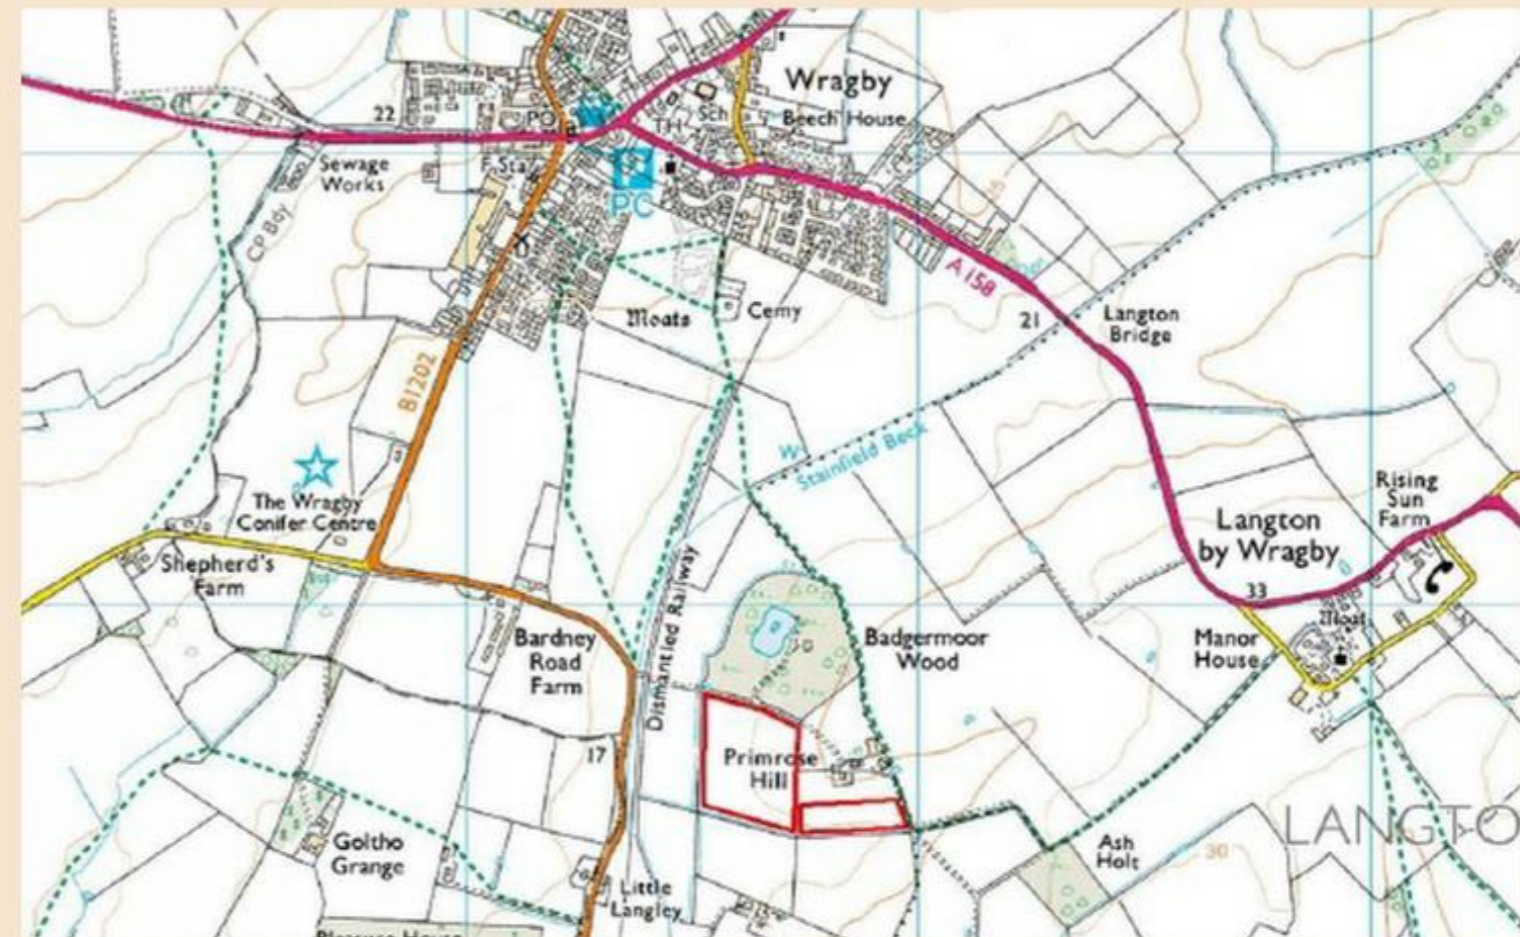 Wragby
22
PO
Sch
TH
Beech House
Sewage
Works
F Sta
PC
CP Bdy
A158
Moats
Cemy
21
Langton
Bridge
B1202
W
Stainfield Beck
The Wragby
Conifer Centre
Rising
Sun
Farm
Langton
by Wragby
Shepherd's
Farm
33
Moat
Bardney
Road
Farm
Dismantled Railway
Badgermoor
Wood
Manor
House
17
Primrose
Hill
Goltho
Grange
Ash
Holt
30
LANGTO
Little
Langley